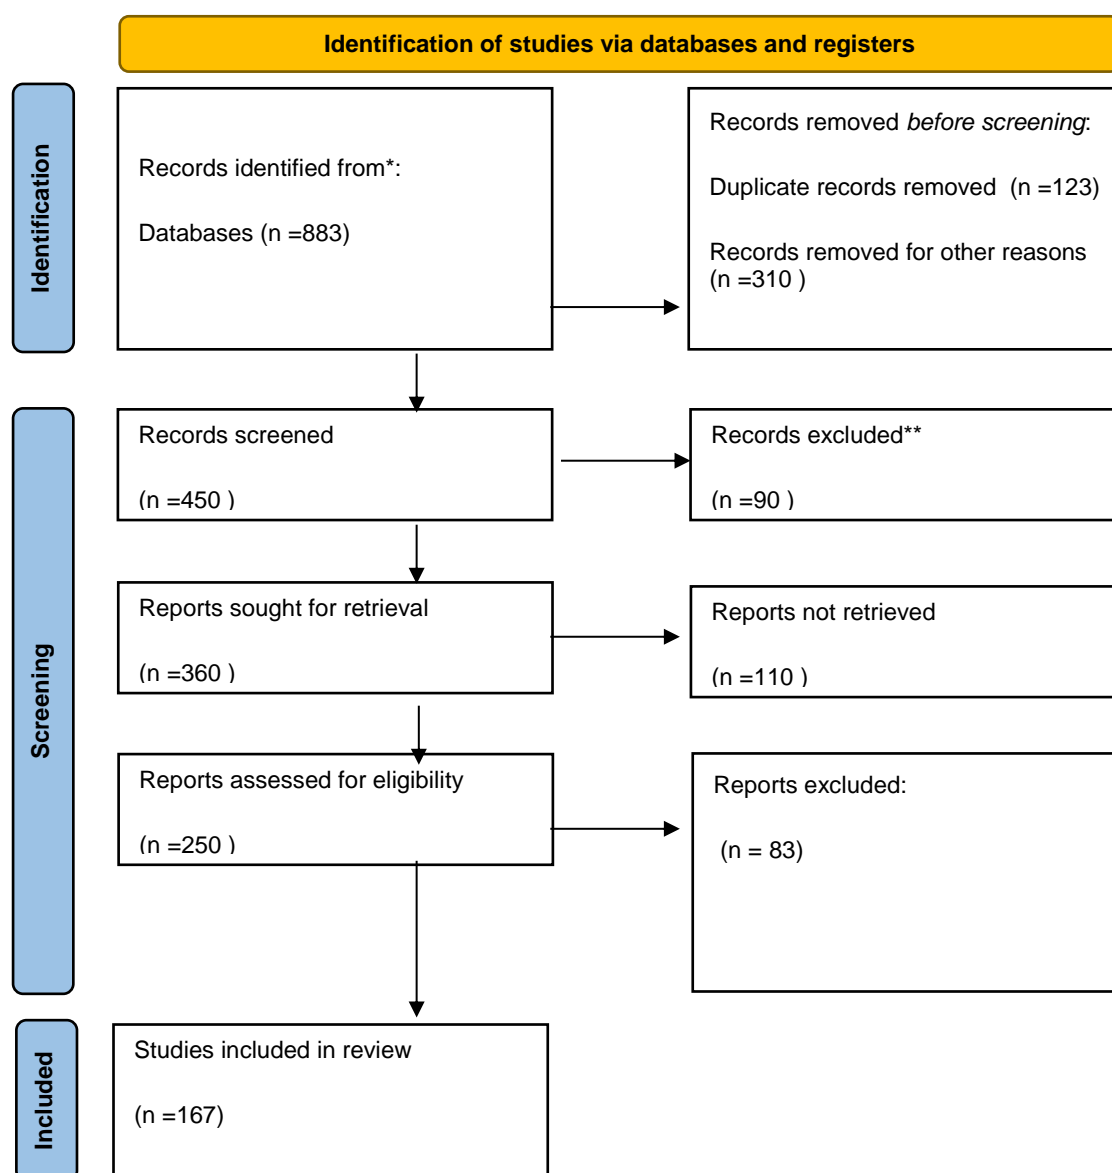 Identification of studies via databases and registers
Identification
Records identified from*:
Databases (n =883)
Records removed before screening:
Duplicate records removed  (n =123)
Records removed for other reasons
(n =310 )
Screening
Records screened
(n =450 )
Records excluded**
(n =90 )
Reports sought for retrieval
(n =360 )
Reports not retrieved
(n =110 )
Reports assessed for eligibility
(n =250 )
Reports excluded:
(n = 83)
Included
Studies included in review
(n =167)